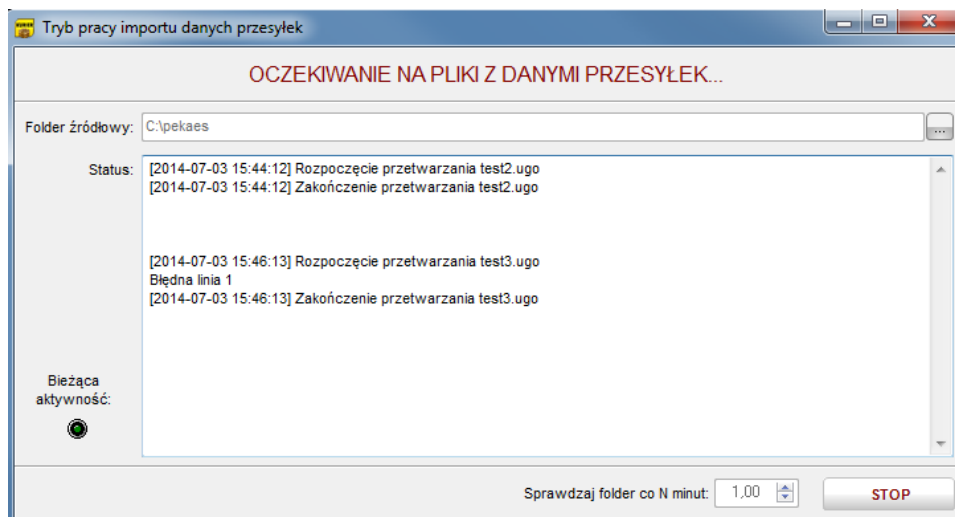 Tryb pracy importu danych przesyłek
OCZEKIWANIE NA PLIKI Z DANYMI PRZESYŁEK...
Folder źródłowy: C:\pekaes ...
Status:
[2014-07-03 15:44:12] Rozpoczęcie przetwarzania test2.ugo
[2014-07-03 15:44:12] Zakończenie przetwarzania test2.ugo
[2014-07-03 15:46:13] Rozpoczęcie przetwarzania test3.ugo
Błędna linia 1
[2014-07-03 15:46:13] Zakończenie przetwarzania test3.ugo
Bieżąca
aktywność:
Sprawdzaj folder co N minut: 1,00 STOP